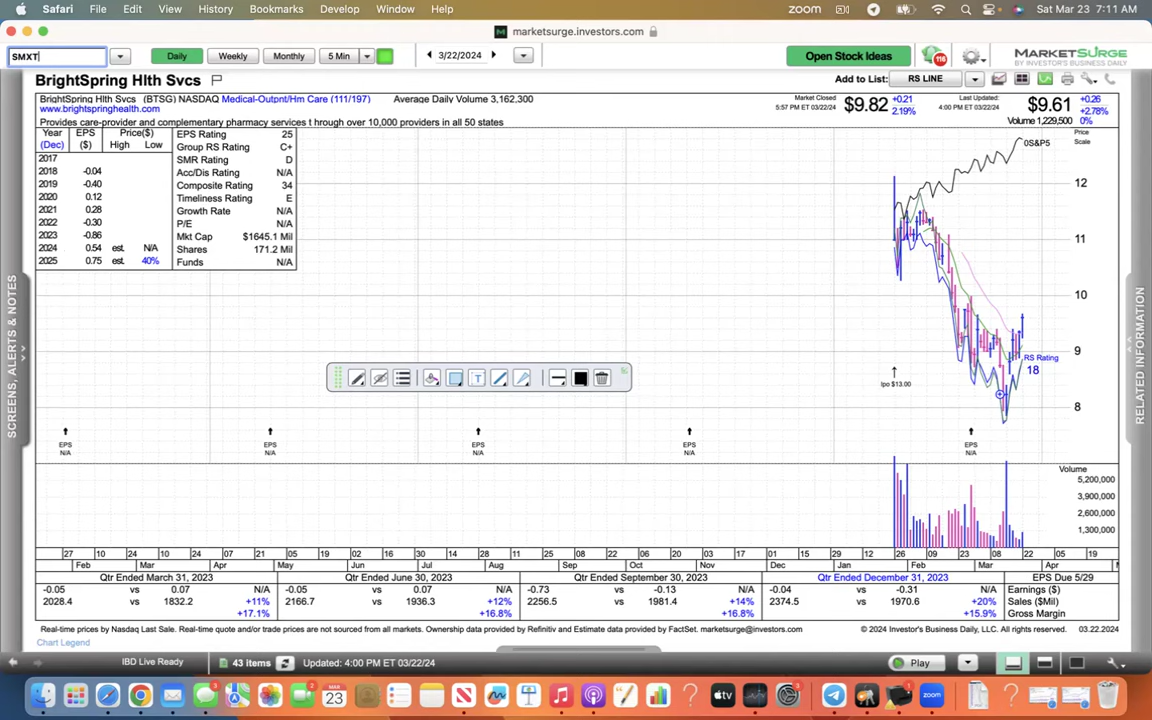 Safari File Edit View History Bookmarks Develop Window Help zoom Sat Mar 23 7:11 AM
marketsurge.investors.com
SMXT Daily Weekly Monthly 5 Min 3/22/2024 Open Stock Ideas 116 MARKETSURGE
BY INVESTOR'S BUSINESS DAILY
BrightSpring Hlth Svcs Add to List: RS LINE
BrightSpring Hlth Svcs (BTSG) NASDAQ Medical-Outpnt/Hm Care (111/197) Average Daily Volume 3,162,300
www.brightspringhealth.com
Provides care-provider and complementary pharmacy services t hrough over 10,000 providers in all 50 states
Market Closed
5:57 PM ET 03/22/24
$9.82 +0.21
2.19%
Last Updated:
4:00 PM ET 03/22/24
$9.61 +0.26
+2.78%
Volume 1,229,500 0%
Year EPS Price($)
(Dec) ($) High Low
2017
2018 -0.04
2019 -0.40
2020 0.12
2021 0.28
2022 -0.30
2023 -0.86
2024 0.54 est. N/A
2025 0.75 est. 40%
EPS Rating 25
Group RS Rating C+
SMR Rating D
Acc/Dis Rating N/A
Composite Rating 34
Timeliness Rating E
Growth Rate N/A
P/E N/A
Mkt Cap $1645.1 Mil
Shares 171.2 Mil
Funds N/A
Price
Scale
0S&P5
12
11
10
9
8
RS Rating
18
Ipo $13.00
T
EPS EPS EPS EPS EPS
N/A N/A N/A N/A N/A
Volume
5,200,000
3,900,000
2,600,000
1,300,000
27 10 24 10 24 07 21 05 19 02 16 30 14 28 11 25 08 22 06 20 03 17 01 15 29 12 26 09 23 08 22 05 19
Feb Mar Apr May Jun Jul Aug Sep Oct Nov Dec Jan Feb Mar Apr M
Qtr Ended March 31, 2023 Qtr Ended June 30, 2023 Qtr Ended September 30, 2023 Qtr Ended December 31, 2023 EPS Due 5/29
-0.05 vs 0.07 N/A -0.05 vs 0.07 N/A -0.73 vs -0.13 N/A -0.04 vs -0.31 N/A Earnings ($)
2028.4 vs 1832.2 +11% 2166.7 vs 1936.3 +12% 2256.5 vs 1981.4 +14% 2374.5 vs 1970.6 +20% Sales ($Mil)
+17.1% +16.8% +16.8% +15.9% Gross Margin
Real-time prices by Nasdaq Last Sale. Real-time quote and/or trade prices are not sourced from all markets. Ownership data provided by Refinitiv and Estimate data provided by FactSet. marketsurge@investors.com © 2024 Investor's Business Daily, LLC. All rights reserved. 03.22.2024
Chart Legend
SCREENS, ALERTS & NOTES
RELATED INFORMATION
IBD Live Ready 43 items Updated: 4:00 PM ET 03/22/24 Play
MAR
23
tv
zoom